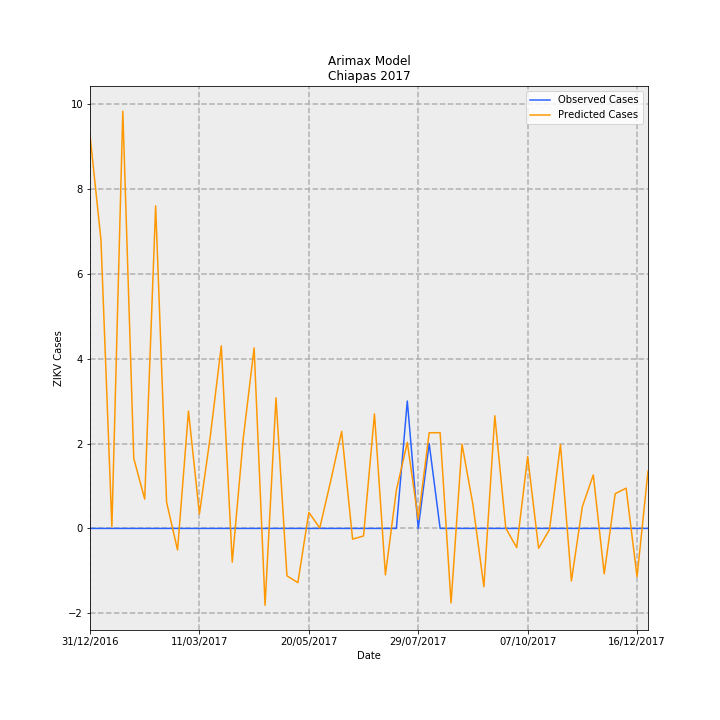 Arimax Model
Chiapas 2017
Observed Cases
Predicted Cases
ZIKV Cases
10
8
6
4
2
0
−2
31/12/2016
11/03/2017
20/05/2017
29/07/2017
07/10/2017
16/12/2017
Date